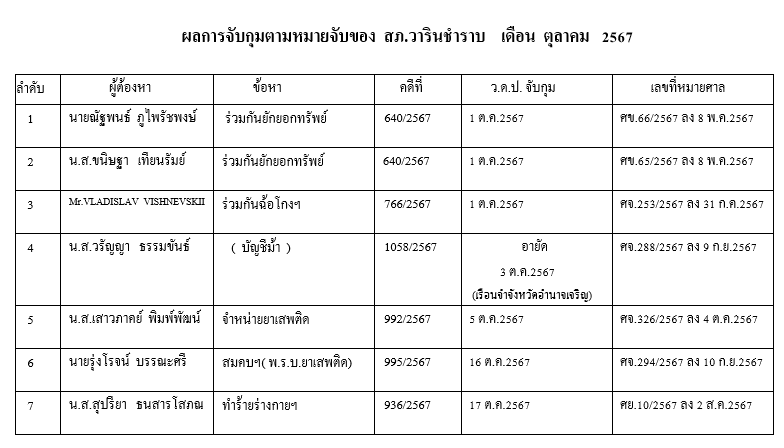 ผลการจับกุมตามหมายจับของ สภ.วารินชำราบ เดือน ตุลาคม 2567
ลำดับ ผู้ต้องหา ข้อหา คดีที่ ว.ด.ป. จับกุม เลขที่หมายศาล
1 นายณัฐพนธ์ ภูไพรัชพงษ์ ร่วมกันยักยอกทรัพย์ 640/2567 1 ต.ค.2567 ศข.66/2567 ลง 8 พ.ค.2567
2 น.ส.ขนิษฐา เทียนรัมย์ ร่วมกันยักยอกทรัพย์ 640/2567 1 ต.ค.2567 ศข.65/2567 ลง 8 พ.ค.2567
3 Mr.VLADISLAV VISHNEVSKII ร่วมกันฉ้อโกงฯ 766/2567 1 ต.ค.2567 ศจ.253/2567 ลง 31 ก.ค.2567
4 น.ส.วรัญญา ธรรมขันธ์ ( บัญชีม้า ) 1058/2567 อายัด ศจ.288/2567 ลง 9 ก.ย.2567
3 ต.ค.2567
(เรือนจำจังหวัดอำนาจเจริญ)
5 น.ส.เสาวภาคย์ พิมพ์พัฒน์ จำหน่ายยาเสพติด 992/2567 5 ต.ค.2567 ศจ.326/2567 ลง 4 ต.ค.2567
6 นายรุ่งโรจน์ บรรณะศรี สมคบฯ( พ.ร.บ.ยาเสพติด) 995/2567 16 ต.ค.2567 ศจ.294/2567 ลง 10 ก.ย.2567
7 น.ส.สุปรียา ธนสารโสภณ ทำร้ายร่างกายฯ 936/2567 17 ต.ค.2567 ศย.10/2567 ลง 2 ส.ค.2567